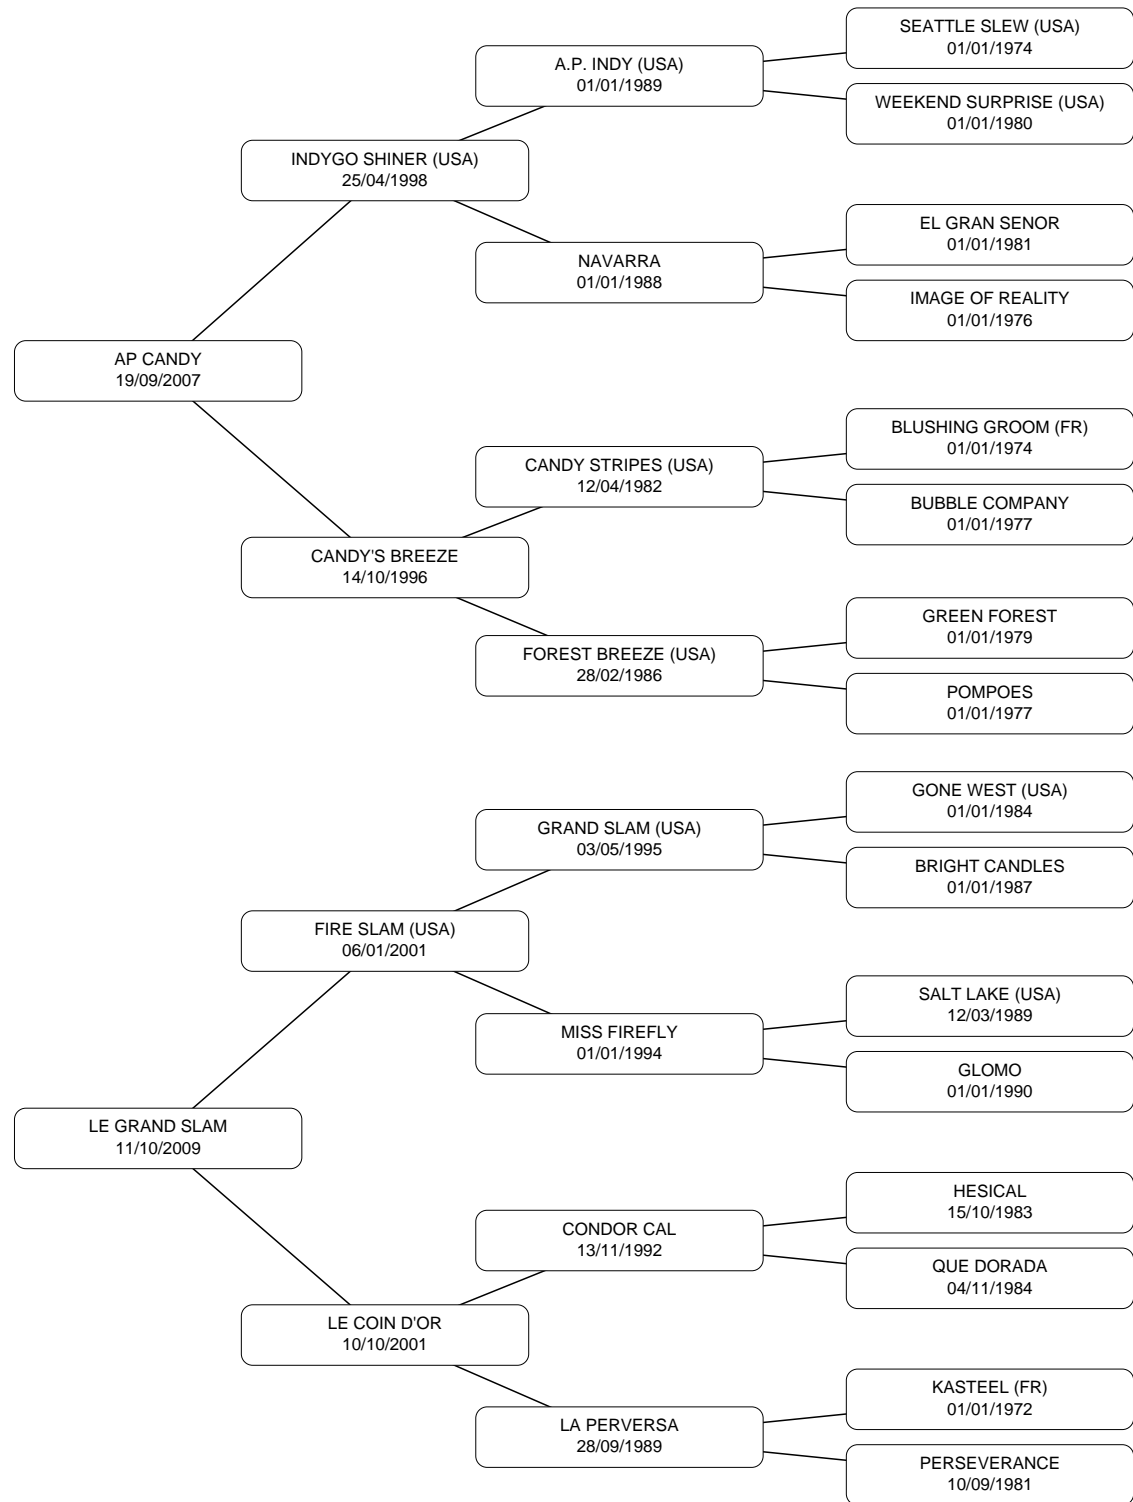 SEATTLE SLEW (USA)
01/01/1974
A.P. INDY (USA)
01/01/1989
WEEKEND SURPRISE (USA)
01/01/1980
INDYGO SHINER (USA)
25/04/1998
EL GRAN SENOR
01/01/1981
NAVARRA
01/01/1988
IMAGE OF REALITY
01/01/1976
AP CANDY
19/09/2007
BLUSHING GROOM (FR)
01/01/1974
CANDY STRIPES (USA)
12/04/1982
BUBBLE COMPANY
01/01/1977
CANDY'S BREEZE
14/10/1996
GREEN FOREST
01/01/1979
FOREST BREEZE (USA)
28/02/1986
POMPOES
01/01/1977
GONE WEST (USA)
01/01/1984
GRAND SLAM (USA)
03/05/1995
BRIGHT CANDLES
01/01/1987
FIRE SLAM (USA)
06/01/2001
SALT LAKE (USA)
12/03/1989
MISS FIREFLY
01/01/1994
GLOMO
01/01/1990
LE GRAND SLAM
11/10/2009
HESICAL
15/10/1983
CONDOR CAL
13/11/1992
QUE DORADA
04/11/1984
LE COIN D'OR
10/10/2001
KASTEEL (FR)
01/01/1972
LA PERVERSA
28/09/1989
PERSEVERANCE
10/09/1981